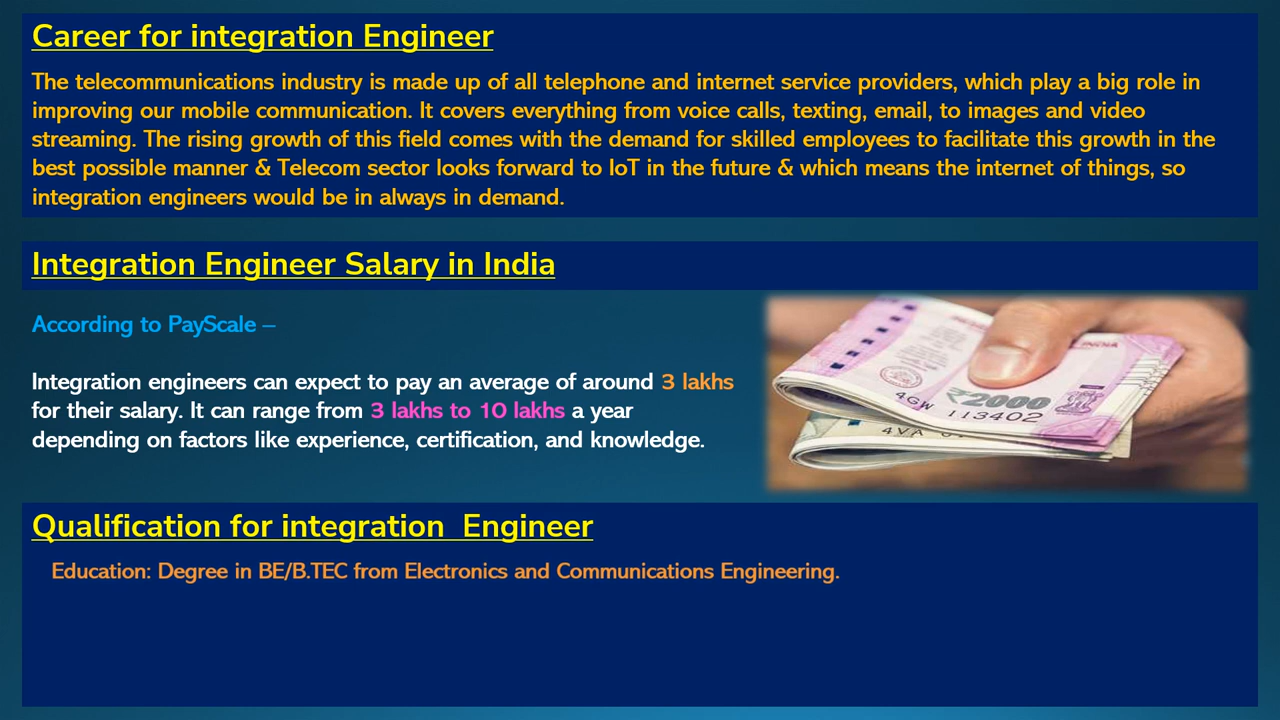 Career for integration Engineer
The telecommunications industry is made up of all telephone and internet service providers, which play a big role in
improving our mobile communication. It covers everything from voice calls, texting, email, to images and video
streaming. The rising growth of this field comes with the demand for skilled employees to facilitate this growth in the
best possible manner & Telecom sector looks forward to IoT in the future & which means the internet of things, so
integration engineers would be in always in demand.
Integration Engineer Salary in India
According to PayScale –
Integration engineers can expect to pay an average of around 3 lakhs
for their salary. It can range from 3 lakhs to 10 lakhs a year
depending on factors like experience, certification, and knowledge.
INDIA
₹2000
4GW 113402
4VA
Qualification for integration  Engineer
Education: Degree in BE/B.TEC from Electronics and Communications Engineering.